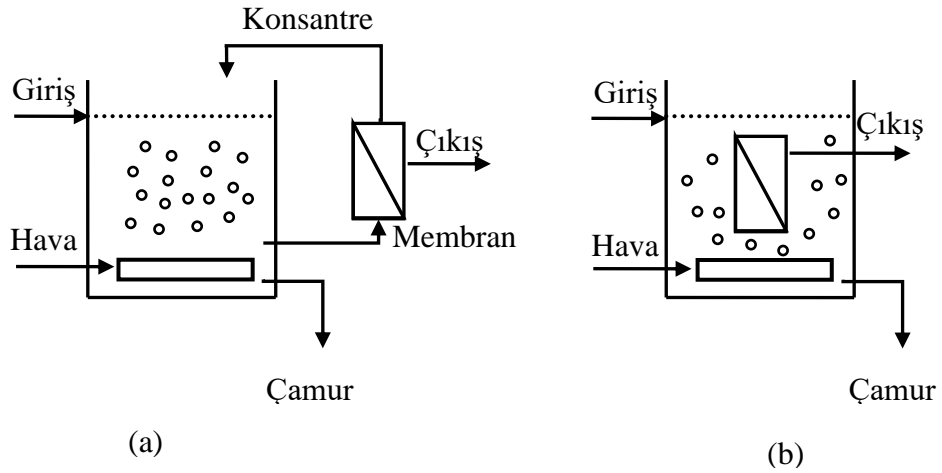 Konsantre
Giriş
Çıkış
Hava
Membran
Çamur
(a)
Giriş
Çıkış
Hava
Çamur
(b)